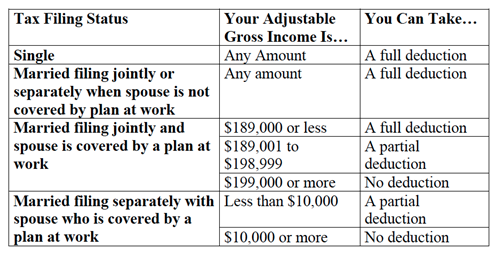 Tax Filing Status
Your Adjustable
Gross Income Is…
You Can Take…
Single
Any Amount
A full deduction
Married filing jointly or
separately when spouse is not
covered by plan at work
Any amount
A full deduction
Married filing jointly and
spouse is covered by a plan at
work
$189,000 or less
A full deduction
$189,001 to
$198,999
A partial
deduction
$199,000 or more
No deduction
Married filing separately with
spouse who is covered by a
plan at work
Less than $10,000
A partial
deduction
$10,000 or more
No deduction